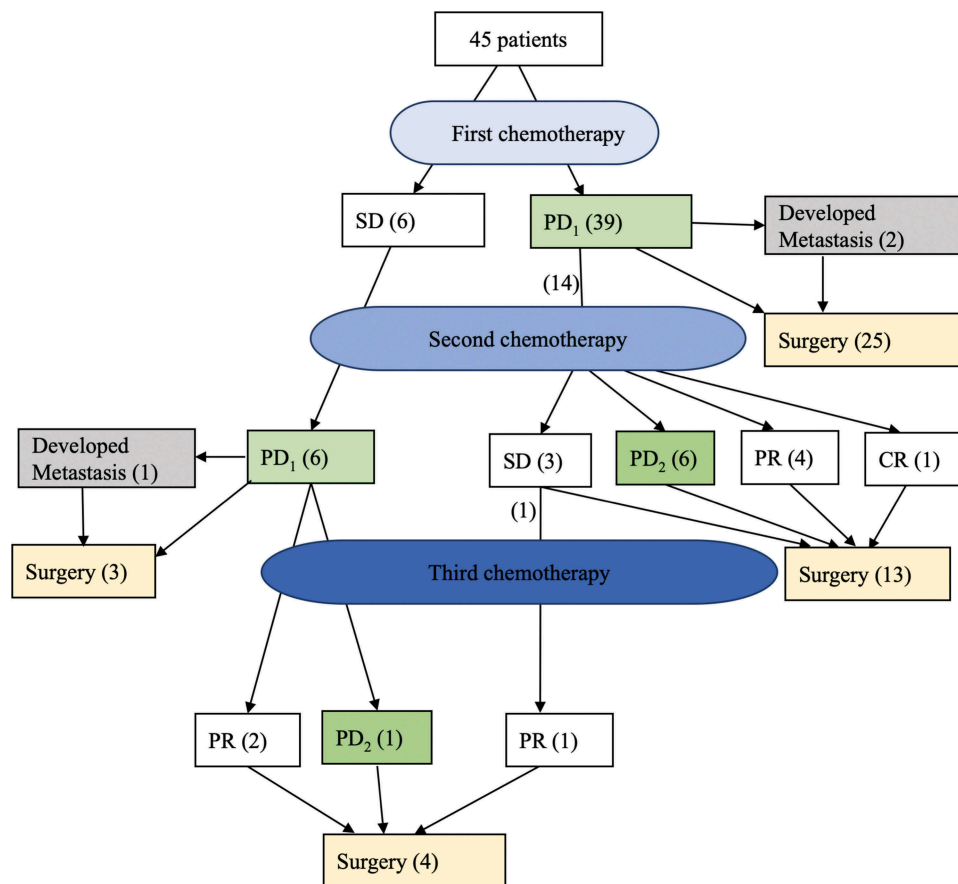 45 patients
First chemotherapy
SD (6)
PD₁ (39)
Developed
Metastasis (2)
(14)
Second chemotherapy
Surgery (25)
Developed
Metastasis (1)
PD₁ (6)
SD (3)
PD₂ (6)
PR (4)
CR (1)
(1)
Surgery (3)
Third chemotherapy
Surgery (13)
PR (2)
PD₂ (1)
PR (1)
Surgery (4)